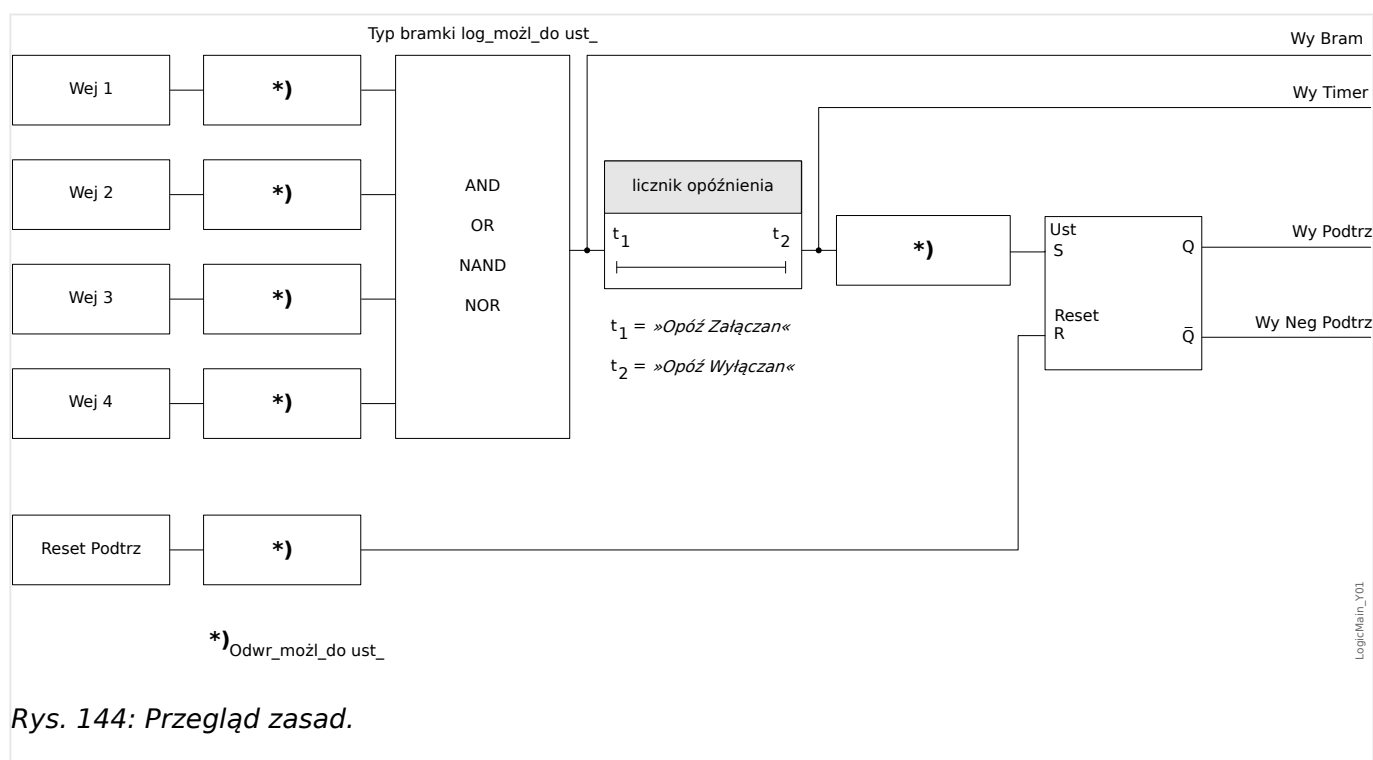 Typ bramki log_możl_do ust_
Wy Bram
Wej 1
*)
Wy Timer
Wej 2
*)
AND
OR
NAND
NOR
licznik opóźnienia
t1
t2
*)
Ust
S
Q
Wy Podtrz
Reset
R
Q̅
Wy Neg Podtrz
Wej 3
*)
t1 = »Opóź Załączan«
t2 = »Opóź Wyłączan«
Wej 4
*)
Reset Podtrz
*)
*)Odwr_możl_do ust_
LogicMain_Y01
Rys. 144: Przegląd zasad.